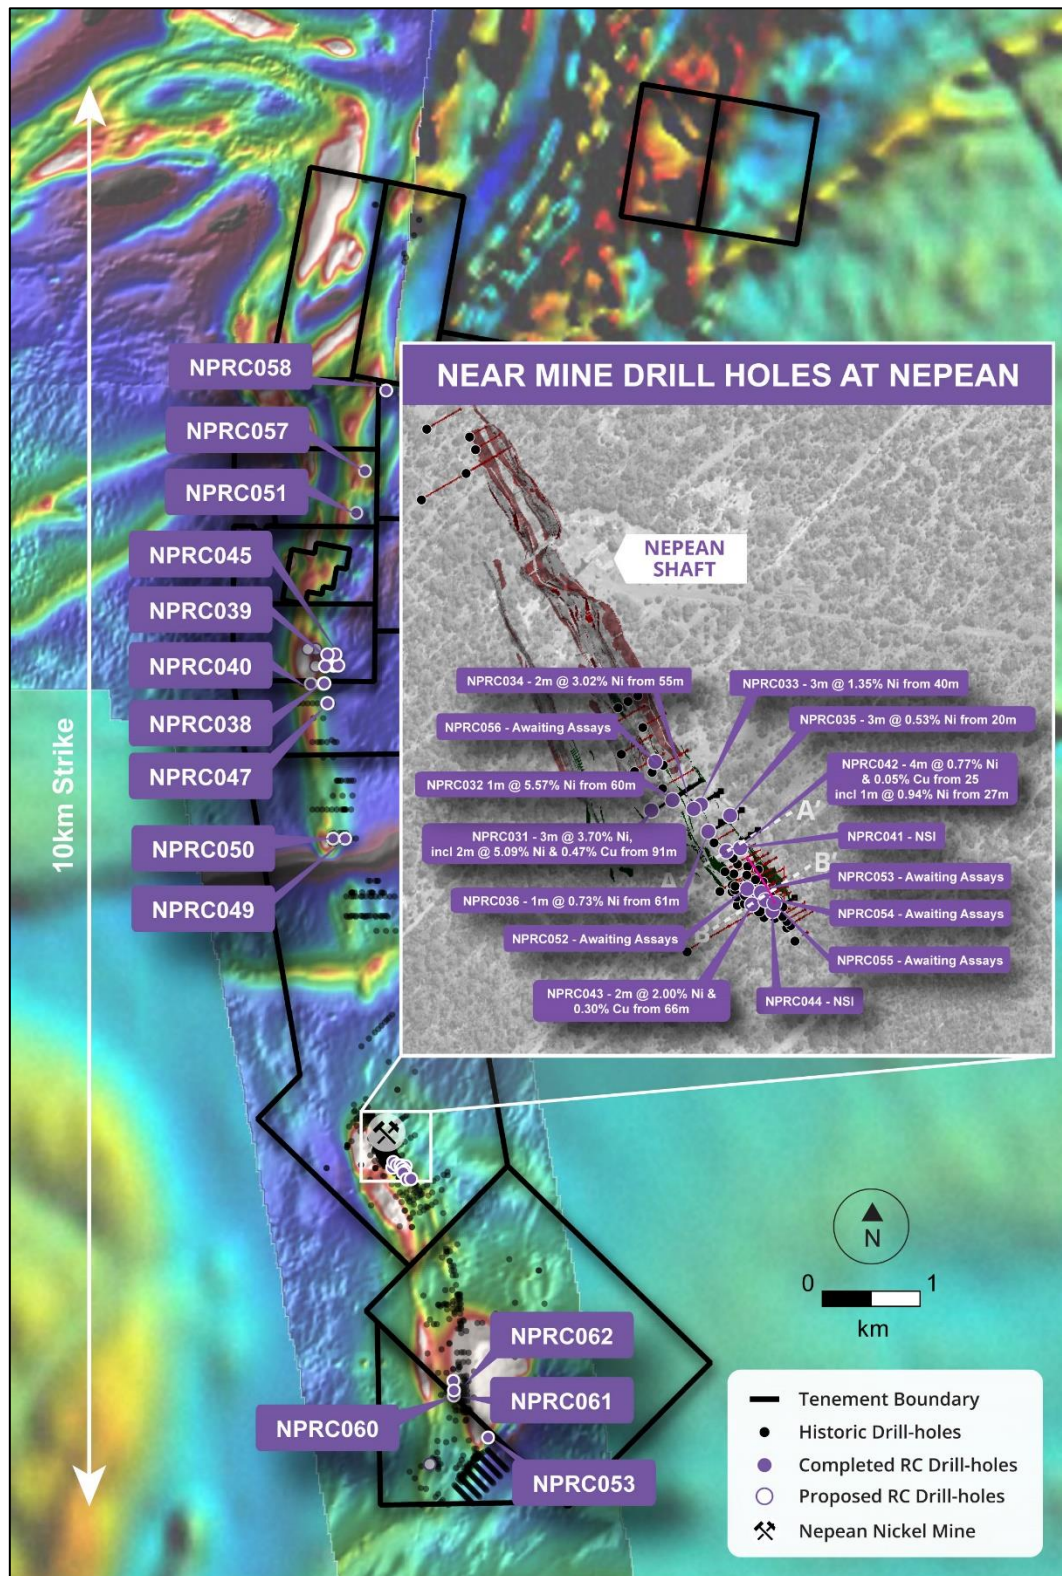 NPRC058
NPRC057
NPRC051
NPRC045
NPRC039
NPRC040
NPRC038
NPRC047
NPRC050
NPRC049
10km Strike
NEAR MINE DRILL HOLES AT NEPEAN
NEPEAN
SHAFT
NPRC034 - 2m @ 3.02% Ni from 55m
NPRC033 - 3m @ 1.35% Ni from 40m
NPRC056 - Awaiting Assays
NPRC035 - 3m @ 0.53% Ni from 20m
NPRC032 1m @ 5.57% Ni from 60m
NPRC042 - 4m @ 0.77% Ni
& 0.05% Cu from 25
incl 1m @ 0.94% Ni from 27m
A'
NPRC031 - 3m @ 3.70% Ni,
incl 2m @ 5.09% Ni & 0.47% Cu from 91m
NPRC041 - NSI
B'
A
NPRC053 - Awaiting Assays
NPRC036 - 1m @ 0.73% Ni from 61m
NPRC054 - Awaiting Assays
B
NPRC052 - Awaiting Assays
NPRC055 - Awaiting Assays
NPRC043 - 2m @ 2.00% Ni &
0.30% Cu from 66m
NPRC044 - NSI
N
0 1
km
NPRC062
NPRC061
NPRC060
NPRC053
Tenement Boundary
Historic Drill-holes
Completed RC Drill-holes
Proposed RC Drill-holes
Nepean Nickel Mine